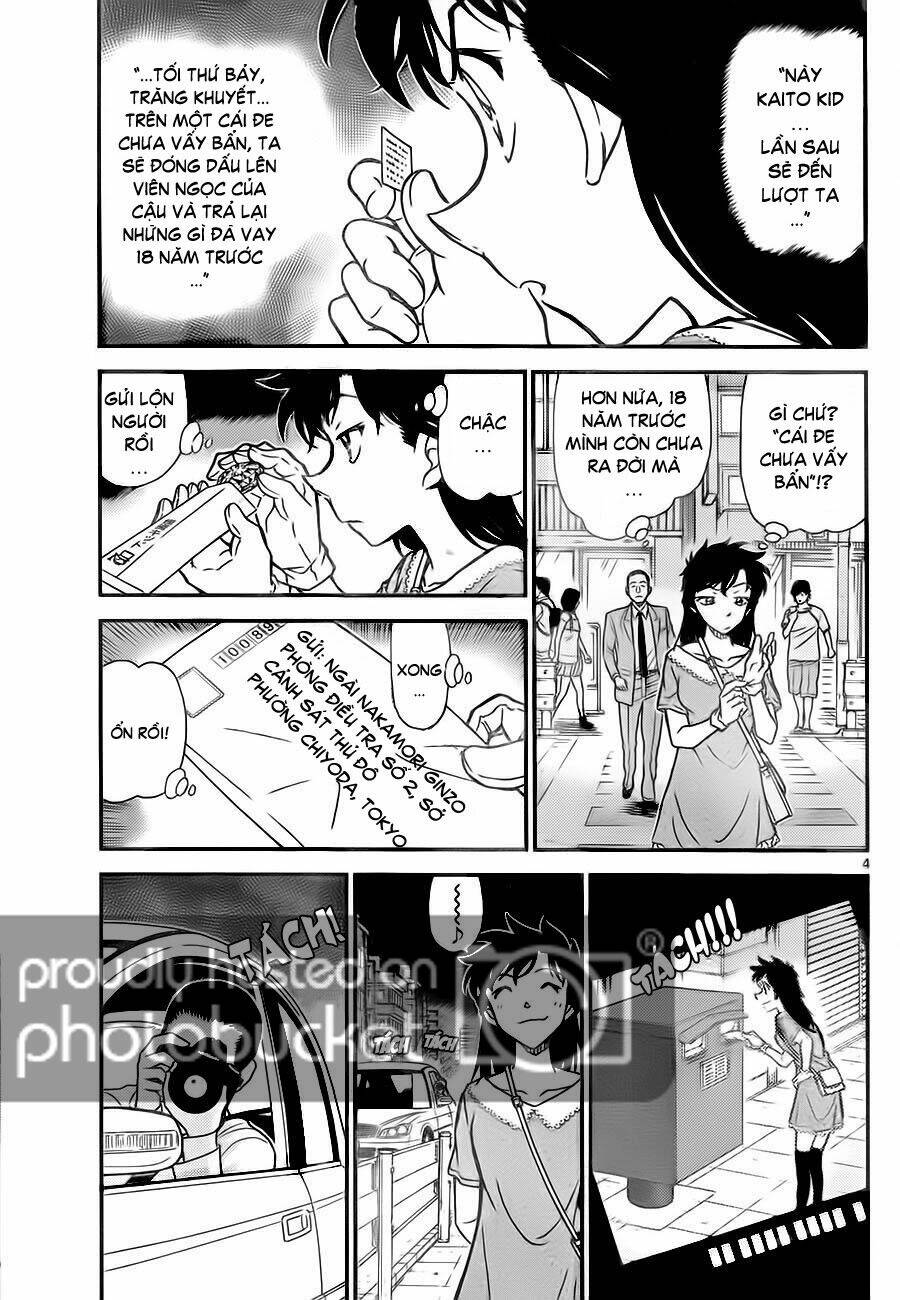 "NÀY
KAITO KID
...
LẦN SAU
SẼ ĐẾN
LƯỢT TA
..."
"...TỐI THỨ BẢY,
TRĂNG KHUYẾT...
TRÊN MỘT CÁI ĐE
CHƯA VẤY BẨN, TA
SẼ ĐÓNG DẤU LÊN
VIÊN NGỌC CỦA
CẬU VÀ TRẢ LẠI
NHỮNG GÌ ĐÃ VAY
18 NĂM TRƯỚC
..."
GÌ CHỨ?
"CÁI ĐE
CHƯA VẤY
BẨN"!?
HƠN NỮA, 18
NĂM TRƯỚC
MÌNH CÒN CHƯA
RA ĐỜI MÀ
...
CHẬC
...
GỬI LỘN
NGƯỜI
RỒI
...
XONG
...
10089
GỬI: NGÀI NAKAMORI GINZO
PHÒNG ĐIỀU TRA SỐ 2, SỞ
CẢNH SÁT THỦ ĐÔ
PHƯỜNG CHIYODA, TOKYO
ỔN RỒI!
4
TÁCH!!!
TÁCH
TÁCH
TÁCH!
proudly hosted on
photobucket
®